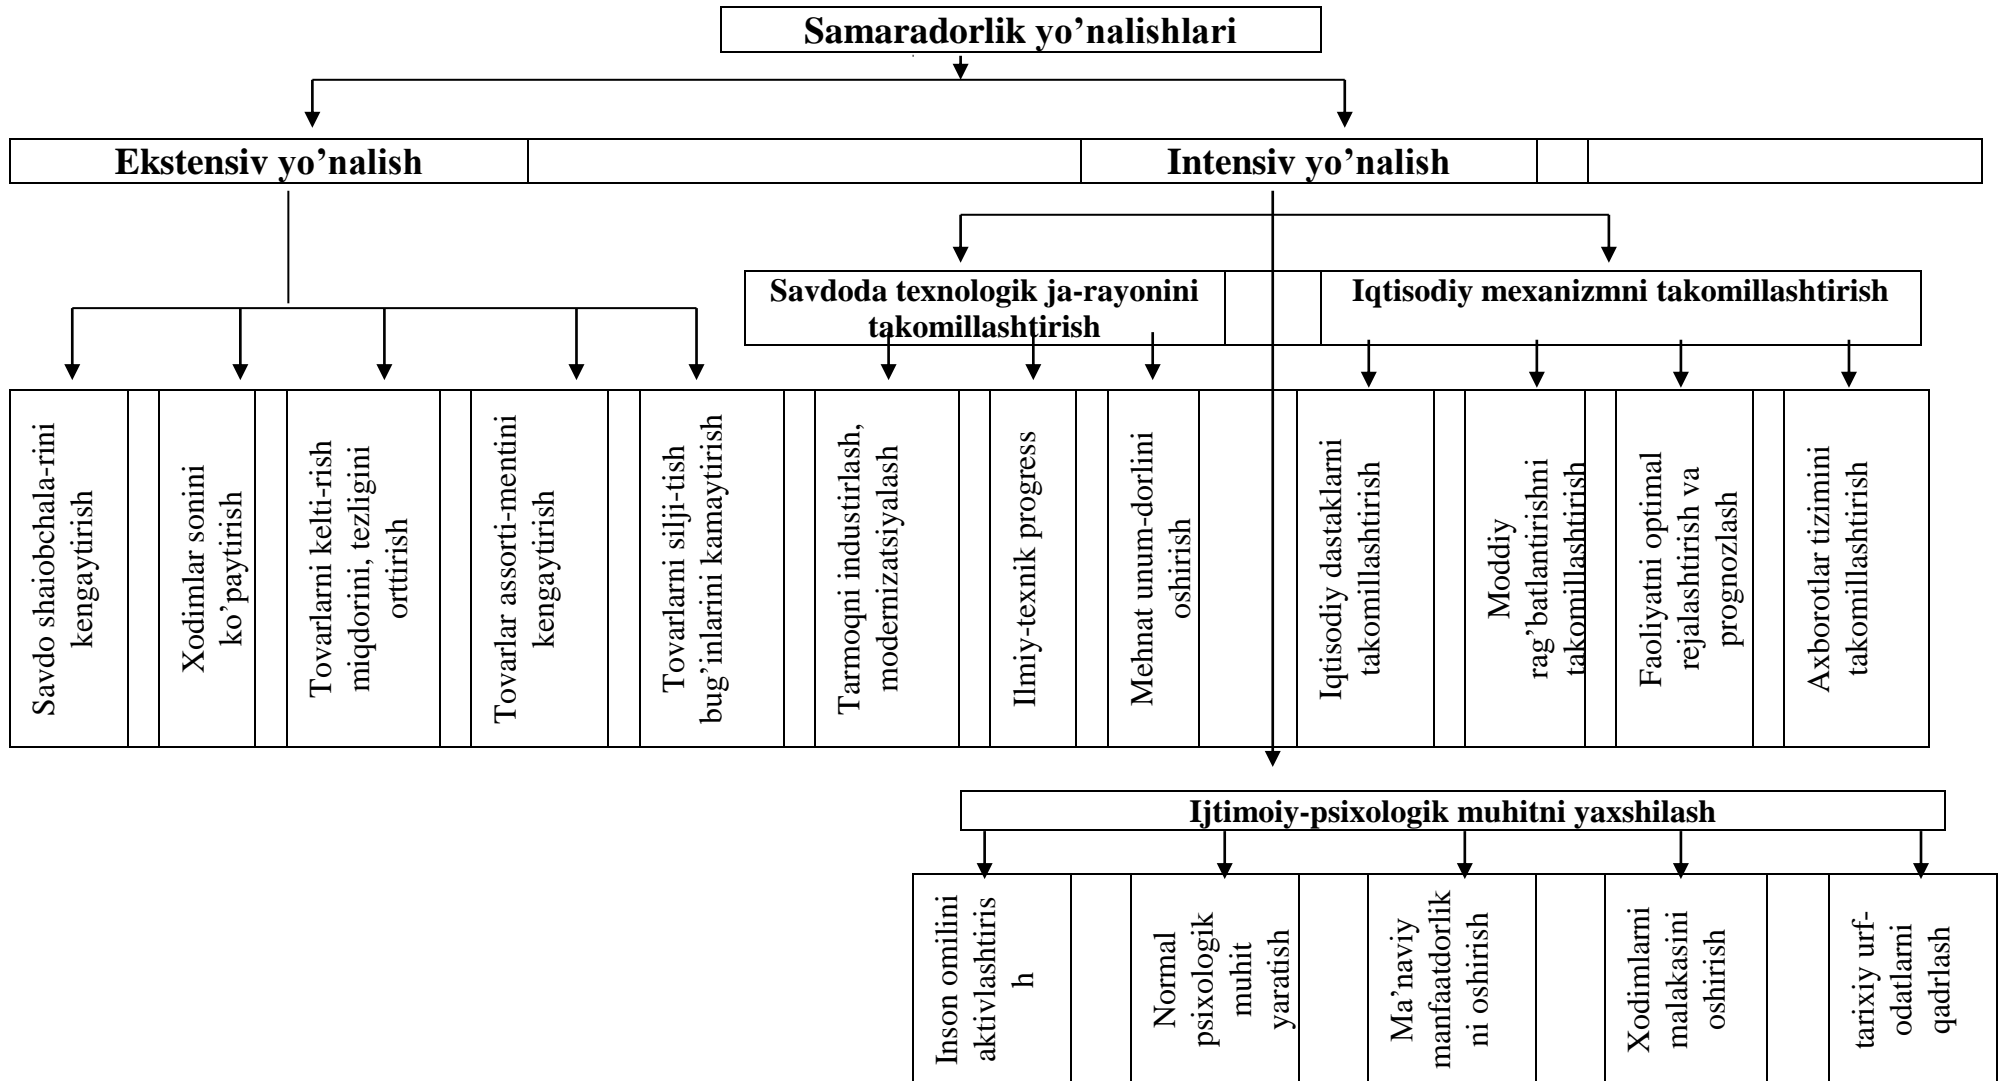 Samaradorlik yo’nalishlari
Ekstensiv yo’nalish
Intensiv yo’nalish
Savdoda texnologik ja-rayonini
takomillashtirish
Iqtisodiy mexanizmni takomillashtirish
Savdo shaiobchala-rini
kengaytirish
Xodimlar sonini
ko’paytirish
Tovarlarni kelti-rish
miqdorini, tezligini
orttirish
Tovarlar assorti-mentini
kengaytirish
Tovarlarni silji-tish
bug’inlarini kamaytirish
Tarmoqni industirlash,
modernizatsiyalash
Ilmiy-texnik progress
Mehnat unum-dorlini
oshirish
Iqtisodiy dastaklarni
takomillashtirish
Moddiy
rag’batlantirishni
takomillashtirish
Faoliyatni optimal
rejalashtirish va
prognozlash
Axborotlar tizimini
takomillashtirish
Ijtimoiy-psixologik muhitni yaxshilash
Inson omilini
aktivlashtiris
h
Normal
psixologik
muhit
yaratish
Ma’naviy
manfaatdorlik
ni oshirish
Xodimlarni
malakasini
oshirish
tarixiy urf-
odatlarni
qadrlash